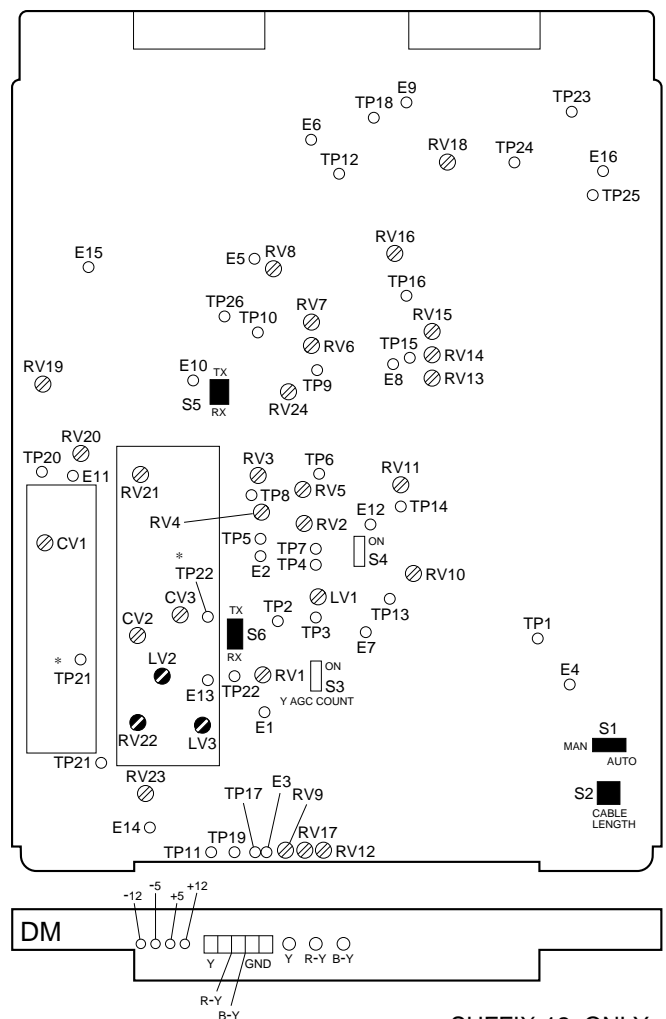 E9
TP18
TP23
E6
RV18
TP24
TP12
E16
TP25
E15
E5
RV8
RV16
TP26
TP16
TP10
RV7
RV15
RV6
TP15
RV14
RV19
E10
TX
TP9
E8
RV13
S5
RX
RV24
RV20
TP20
E11
RV21
RV3
TP6
RV11
TP8
RV5
TP14
RV4
RV2
E12
CV1
TP5
ON
*
TP7
S4
E2
TP4
TP22
RV10
CV3
TX
TP2
LV1
CV2
S6
TP3
TP13
TP1
E7
RX
*
TP21
LV2
E13
TP22
RV1
ON
S3
E4
Y AGC COUNT
RV22
LV3
E1
S1
MAN
AUTO
TP21
RV23
S2
CABLE
LENGTH
TP17
E3
RV9
E14
TP11
TP19
RV17
RV12
-12
-5
+5
+12
DM
Y
GND
Y
R-Y
B-Y
R-Y
B-Y